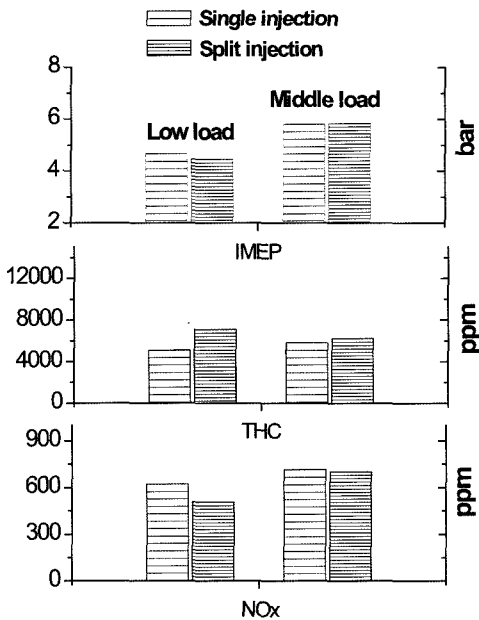 Single injection
Split injection
8
6
4
2
Low load
Middle load
bar
IMEP
12000
8000
4000
0
ppm
THC
900
600
300
0
ppm
NOx